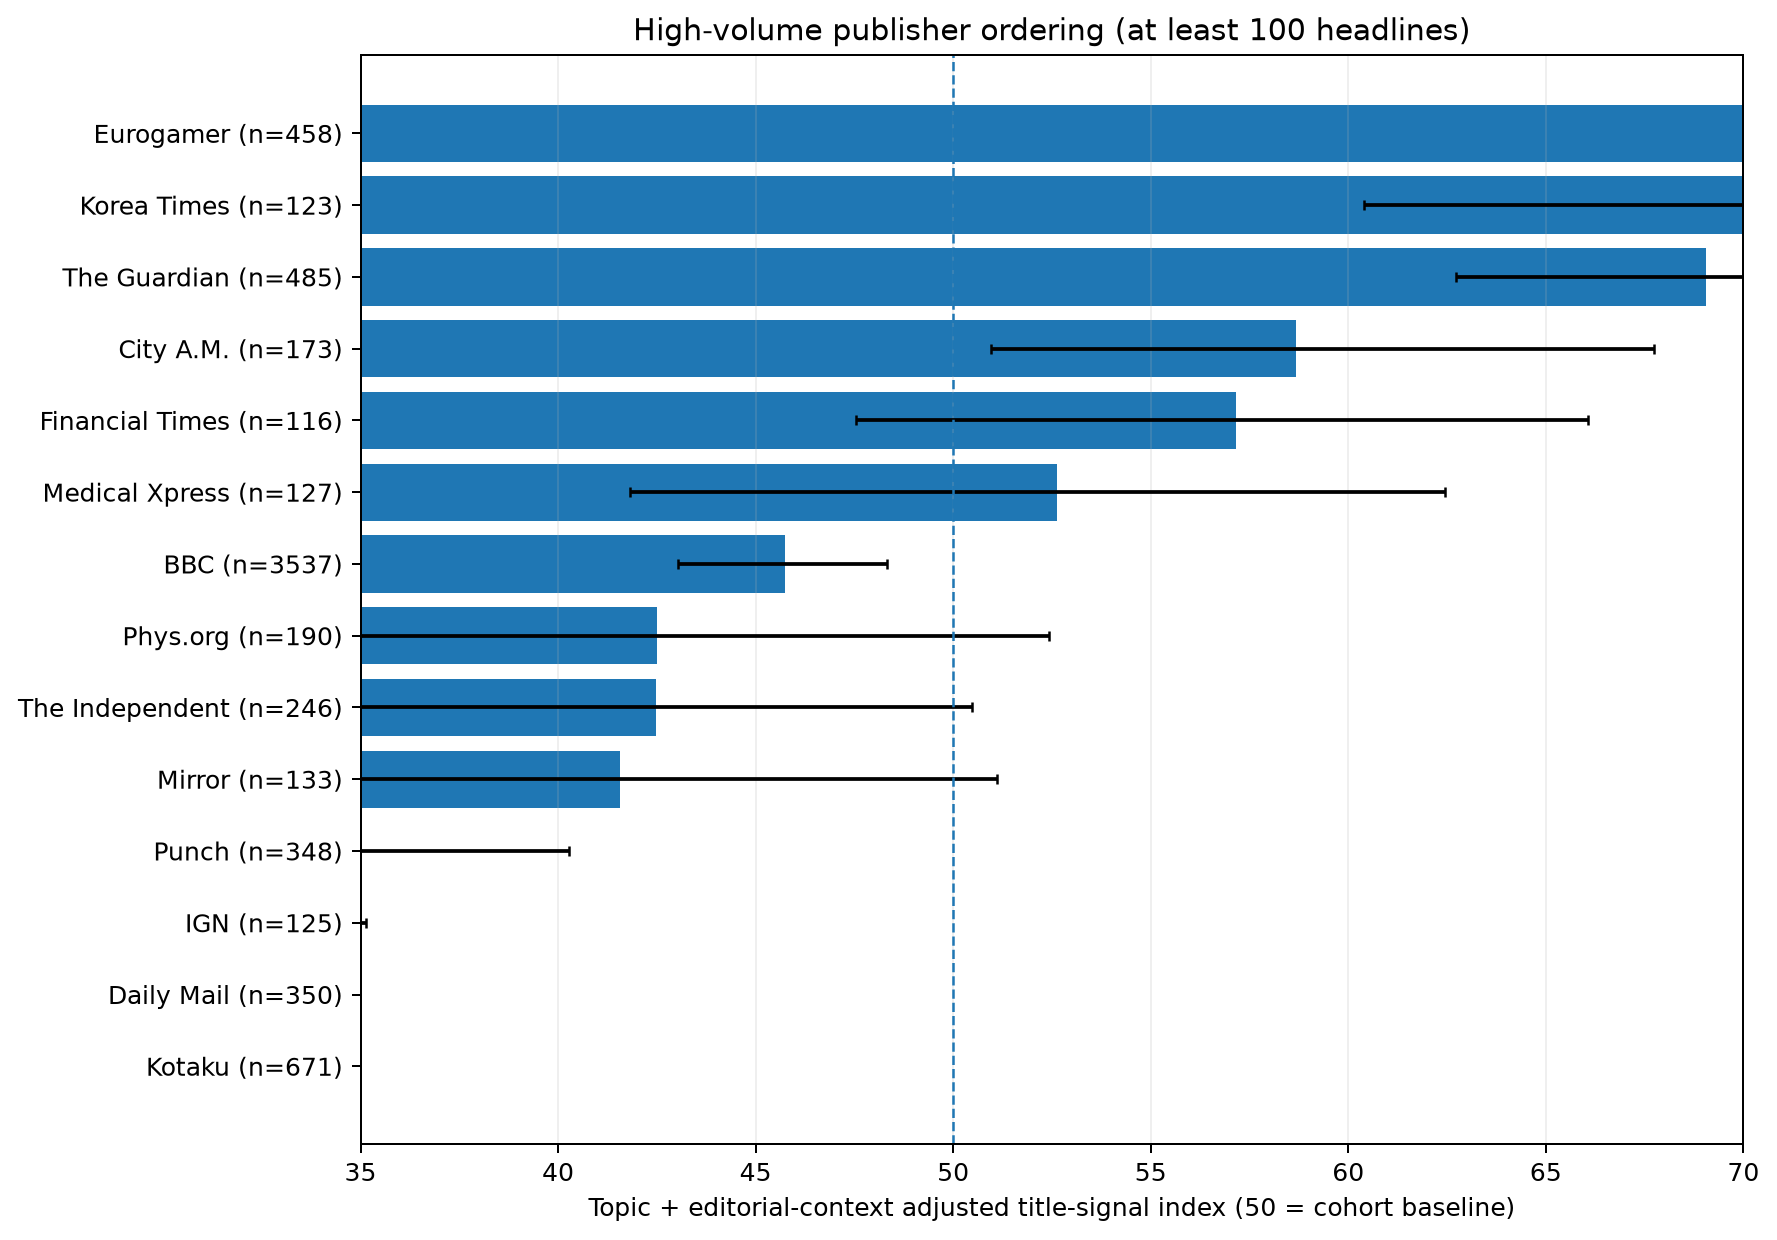 High-volume publisher ordering (at least 100 headlines)
Eurogamer (n=458)
Korea Times (n=123)
The Guardian (n=485)
City A.M. (n=173)
Financial Times (n=116)
Medical Xpress (n=127)
BBC (n=3537)
Phys.org (n=190)
The Independent (n=246)
Mirror (n=133)
Punch (n=348)
IGN (n=125)
Daily Mail (n=350)
Kotaku (n=671)
35 40 45 50 55 60 65 70
Topic + editorial-context adjusted title-signal index (50 = cohort baseline)